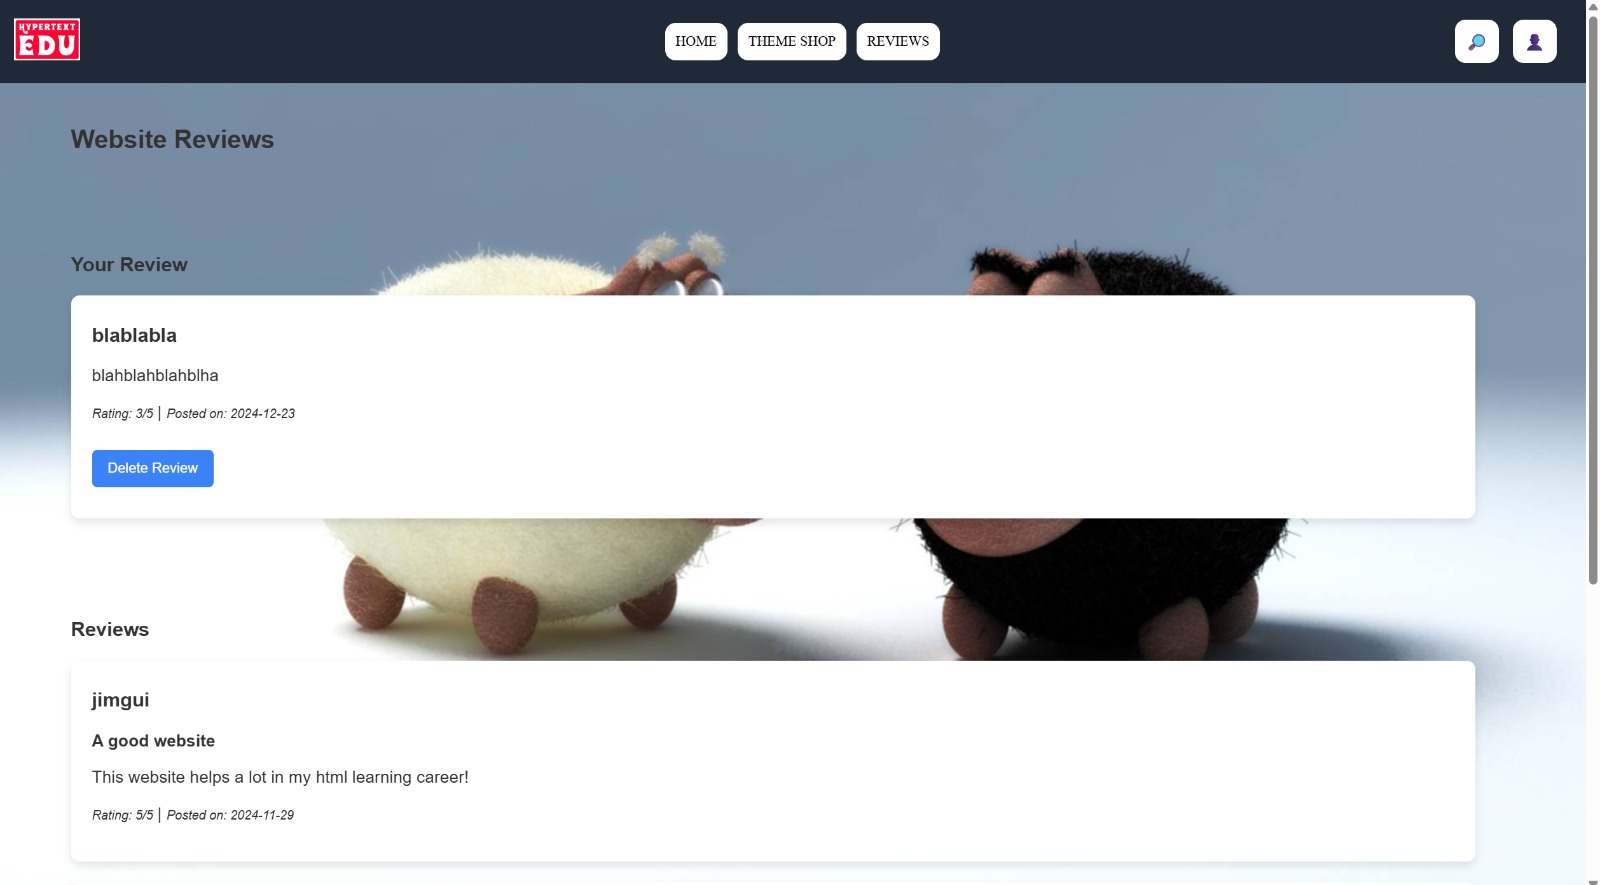 HYPERTEXT
EDU
HOME
THEME SHOP
REVIEWS
Website Reviews
Your Review
blablabla
blahblahblahblha
Rating: 3/5 | Posted on: 2024-12-23
Delete Review
Reviews
jimgui
A good website
This website helps a lot in my html learning career!
Rating: 5/5 | Posted on: 2024-11-29